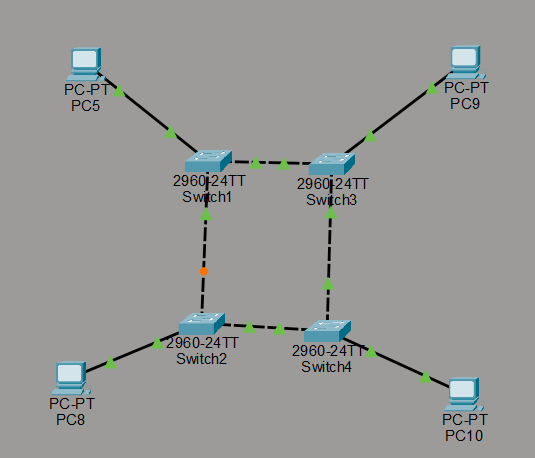 PC-PT
PC5
PC-PT
PC9
2960-24TT
Switch1
2960-24TT
Switch3
2960-24TT
Switch2
2960-24TT
Switch4
PC-PT
PC8
PC-PT
PC10